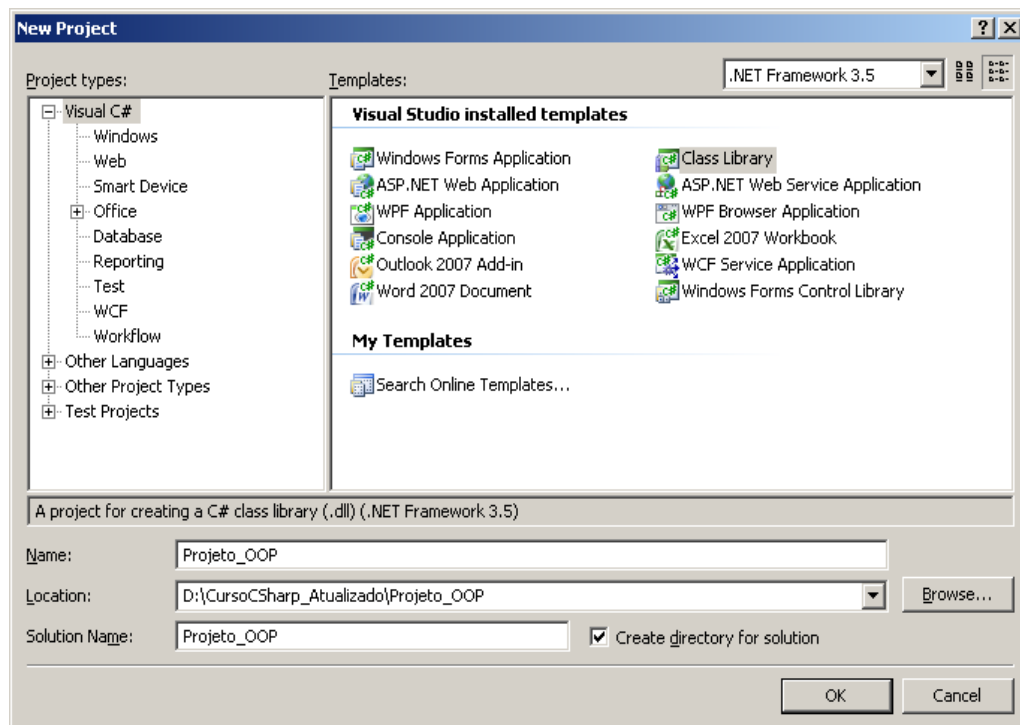 New Project
Project types:
Templates:
.NET Framework 3.5
Visual C#
Windows
Web
Smart Device
Office
Database
Reporting
Test
WCF
Workflow
Other Languages
Other Project Types
Test Projects
Visual Studio installed templates
Windows Forms Application
Class Library
ASP.NET Web Application
ASP.NET Web Service Application
WPF Application
WPF Browser Application
Console Application
Excel 2007 Workbook
Outlook 2007 Add-in
WCF Service Application
Word 2007 Document
Windows Forms Control Library
My Templates
Search Online Templates...
A project for creating a C# class library (.dll) (.NET Framework 3.5)
Name:
Projeto_OOP
Location:
D:\CursoCSharp_Atualizado\Projeto_OOP
Browse...
Solution Name:
Projeto_OOP
Create directory for solution
OK
Cancel